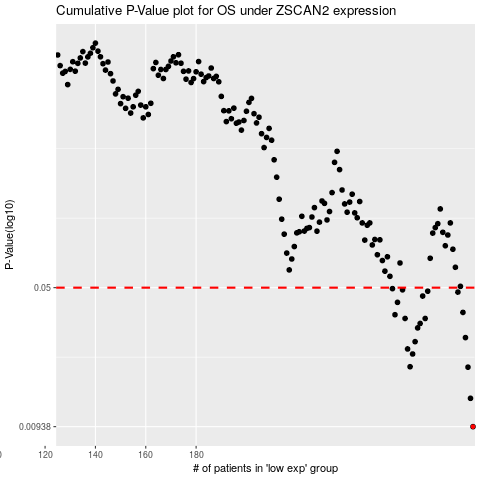 Cumulative P-Value plot for OS under ZSCAN2 expression
P-Value(log10)
0.05
0.00938
0
120
140
160
180
# of patients in 'low exp' group